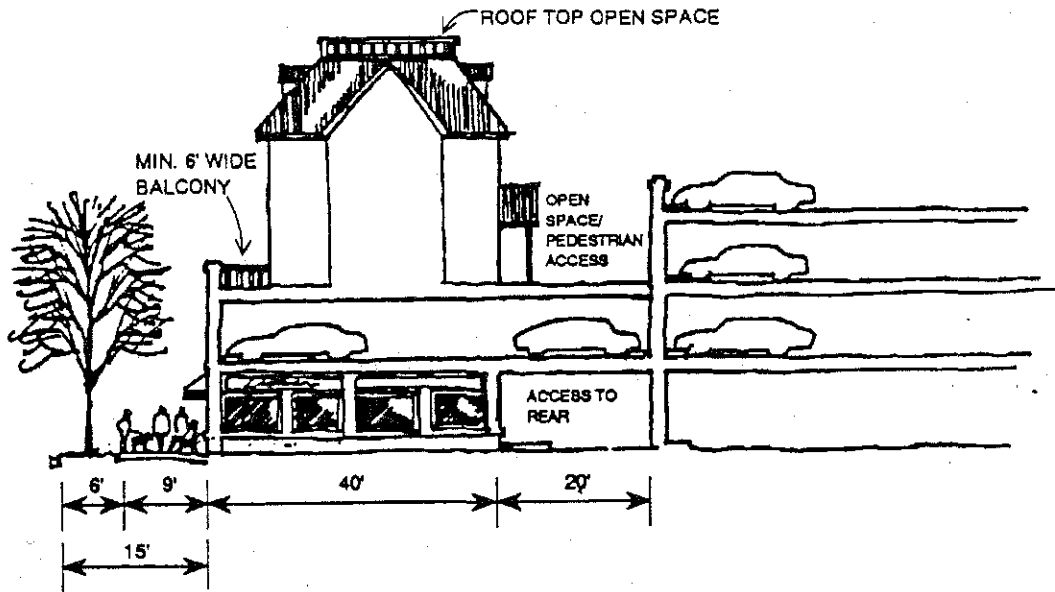 ROOF TOP OPEN SPACE
MIN. 6' WIDE
BALCONY
OPEN
SPACE/
PEDESTRIAN
ACCESS
ACCESS TO
REAR
6'
9'
40'
20'
15'